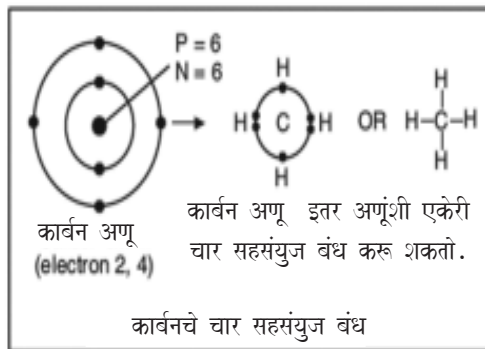 P = 6
N = 6
H
H C H OR H-C-H
H
H
H
कार्बन अणू
(electron 2, 4)
कार्बन अणू इतर अणूंशी एकेरी
चार सहसंयुज बंध करू शकतो.
कार्बनचे चार सहसंयुज बंध